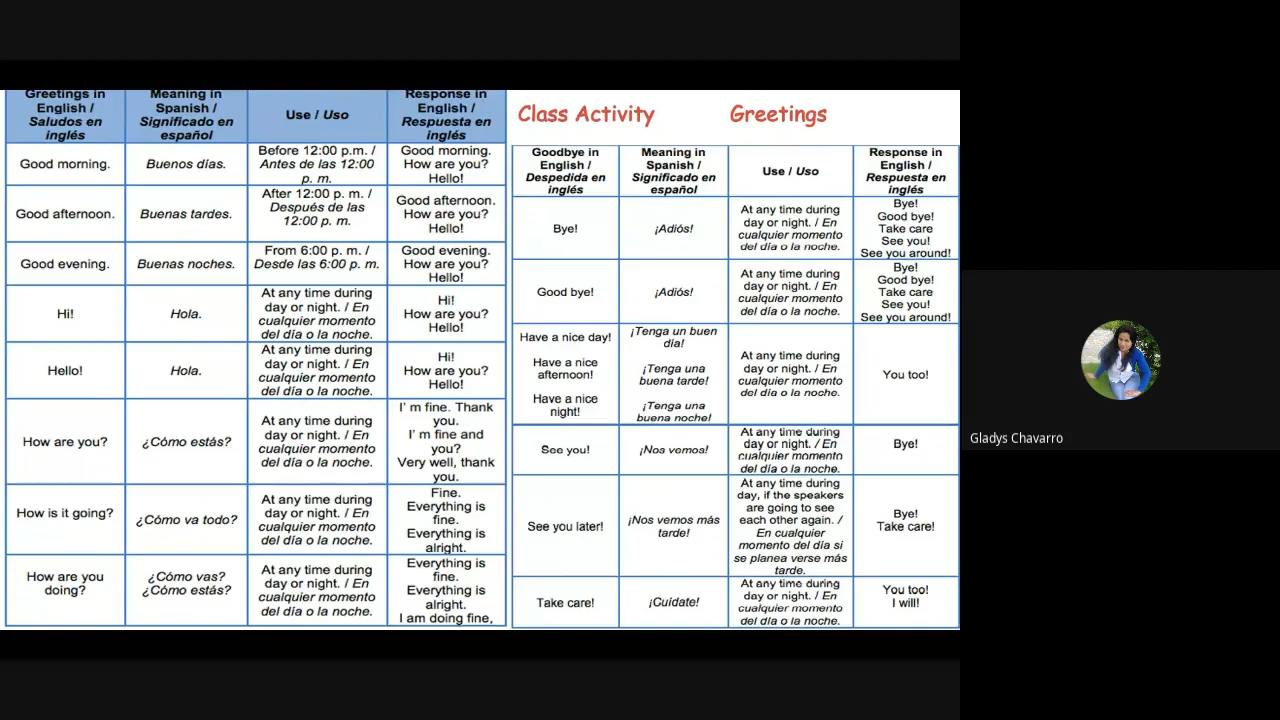 Greetings in
English /
Saludos en
inglés
Meaning in
Spanish /
Significado en
español
Use / Uso
Response in
English /
Respuesta en
inglés
Good morning.
Buenos días.
Before 12:00 p.m. /
Antes de las 12:00
p. m.
Good morning.
How are you?
Hello!
Good afternoon.
Buenas tardes.
After 12:00 p. m. /
Después de las
12:00 p. m.
Good afternoon.
How are you?
Hello!
Good evening.
Buenas noches.
From 6:00 p. m. /
Desde las 6:00 p. m.
Good evening.
How are you?
Hello!
Hi!
Hola.
At any time during
day or night. / En
cualquier momento
del día o la noche.
Hi!
How are you?
Hello!
Hello!
Hola.
At any time during
day or night. / En
cualquier momento
del día o la noche.
Hi!
How are you?
Hello!
How are you?
¿Cómo estás?
At any time during
day or night. / En
cualquier momento
del día o la noche.
I' m fine. Thank
you.
I' m fine and
you?
Very well, thank
you.
How is it going?
¿Cómo va todo?
At any time during
day or night. / En
cualquier momento
del día o la noche.
Fine.
Everything is
fine.
Everything is
alright.
How are you
doing?
¿Cómo vas?
¿Cómo estás?
At any time during
day or night. / En
cualquier momento
del día o la noche.
Everything is
fine.
Everything is
alright.
I am doing fine,
Class Activity Greetings
Goodbye in
English /
Despedida en
inglés
Meaning in
Spanish /
Significado en
español
Use / Uso
Response in
English /
Respuesta en
inglés
Bye!
¡Adiós!
At any time during
day or night. / En
cualquier momento
del día o la noche.
Bye!
Good bye!
Take care
See you!
See you around!
Good bye!
¡Adiós!
At any time during
day or night. / En
cualquier momento
del día o la noche.
Bye!
Good bye!
Take care
See you!
See you around!
Have a nice day!
Have a nice
afternoon!
Have a nice
night!
¡Tenga un buen
día!
¡Tenga una
buena tarde!
¡Tenga una
buena noche!
At any time during
day or night. / En
cualquier momento
del día o la noche.
You too!
See you!
¡Nos vemos!
At any time during
day or night. / En
cualquier momento
del día o la noche.
Bye!
See you later!
¡Nos vemos más
tarde!
At any time during
day, if the speakers
are going to see
each other again. /
En cualquier
momento del día si
se planea verse más
tarde.
Bye!
Take care!
Take care!
¡Cuídate!
At any time during
day or night. / En
cualquier momento
del día o la noche.
You too!
I will!
Gladys Chavarro